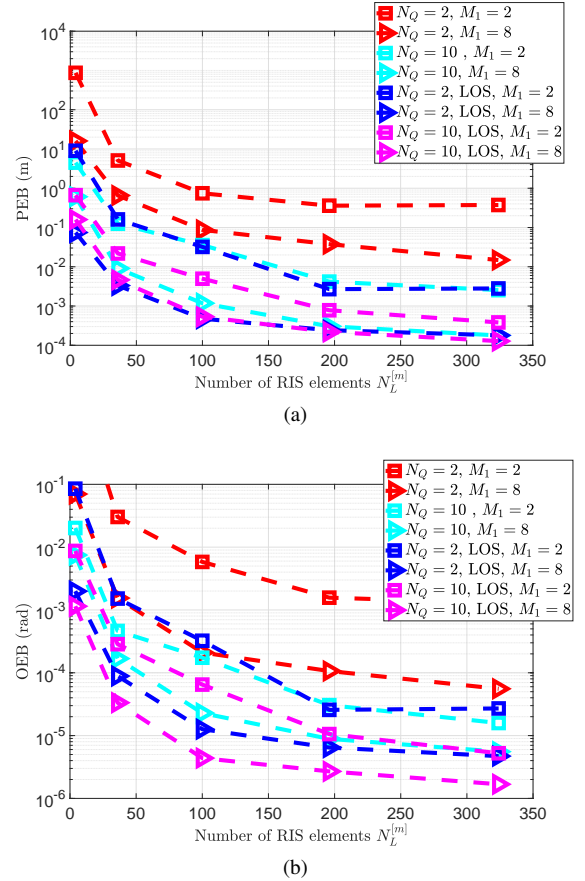 N_Q = 2, M_1 = 2
N_Q = 2, M_1 = 8
N_Q = 10 , M_1 = 2
N_Q = 10, M_1 = 8
N_Q = 2, LOS, M_1 = 2
N_Q = 2, LOS, M_1 = 8
N_Q = 10, LOS, M_1 = 2
N_Q = 10, LOS, M_1 = 8
10^4
10^2
10^1
10^0
10^-1
10^-2
10^-3
10^-4
PEB (m)
0 50 100 150 200 250 300 350
Number of RIS elements N_L^[m]
(a)
N_Q = 2, M_1 = 2
N_Q = 2, M_1 = 8
N_Q = 10 , M_1 = 2
N_Q = 10, M_1 = 8
N_Q = 2, LOS, M_1 = 2
N_Q = 2, LOS, M_1 = 8
N_Q = 10, LOS, M_1 = 2
N_Q = 10, LOS, M_1 = 8
10^-1
10^-2
10^-3
10^-4
10^-5
10^-6
OEB (rad)
0 50 100 150 200 250 300 350
Number of RIS elements N_L^[m]
(b)